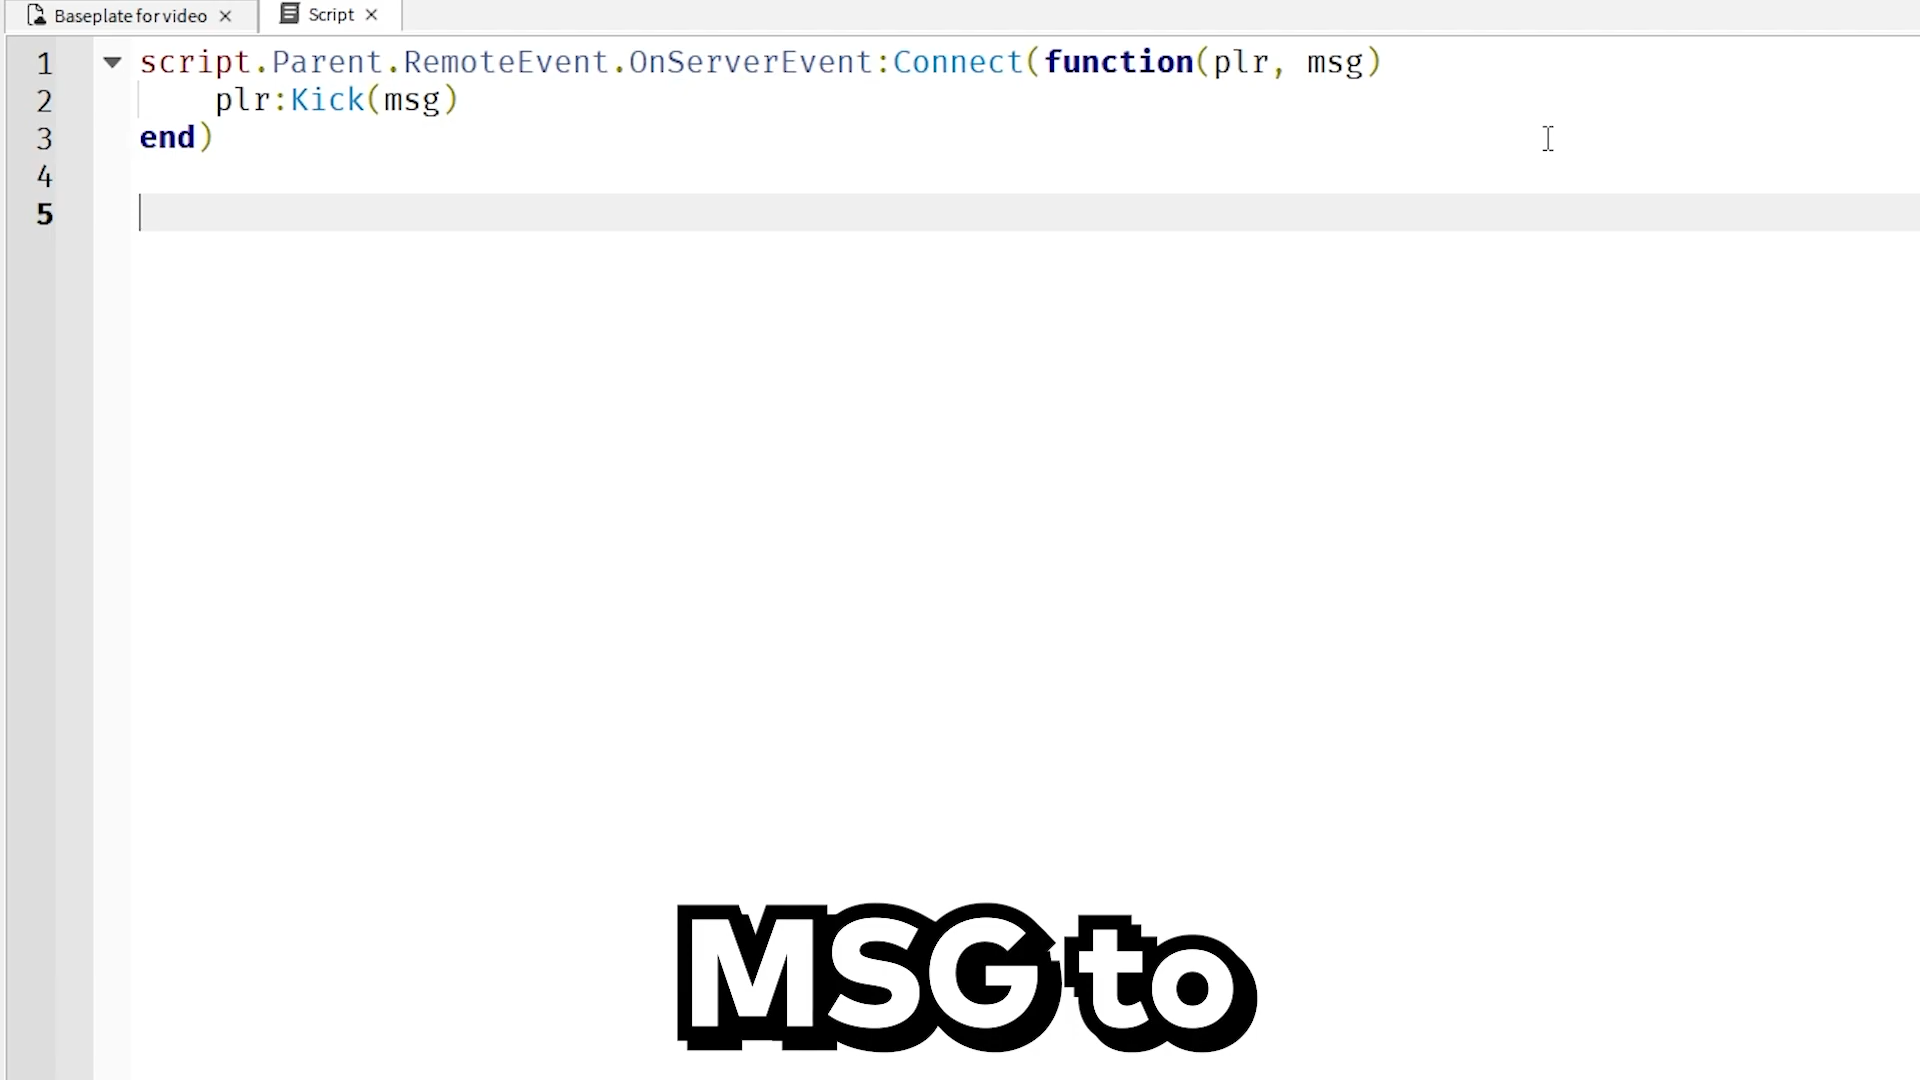 Baseplate for video
Script
1 script.Parent.RemoteEvent.OnServerEvent:Connect(function(plr, msg)
2     plr:Kick(msg)
3 end)
4
5
MSG to